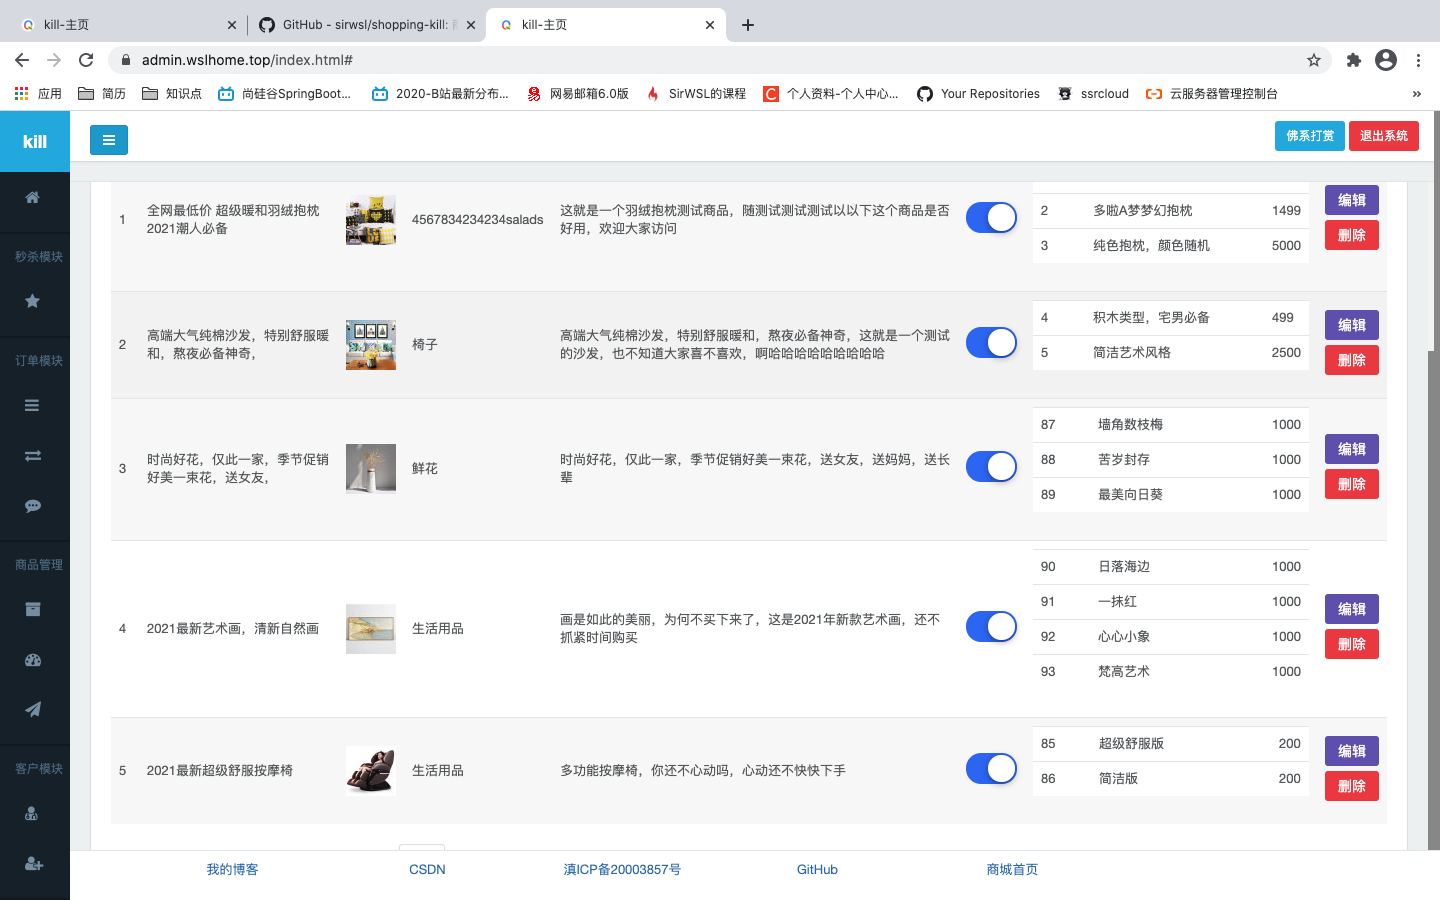 kill-主页
GitHub - sirwsl/shopping-kill:
kill-主页
admin.wslhome.top/index.html#
应用
简历
知识点
尚硅谷SpringBoot...
2020-B站最新分布...
网易邮箱6.0版
SirWSL的课程
个人资料-个人中心...
Your Repositories
ssrcloud
云服务器管理控制台
»
kill
佛系打赏
退出系统
秒杀模块
订单模块
商品管理
客户模块
1
全网最低价 超级暖和羽绒抱枕
2021潮人必备
4567834234234salads
这就是一个羽绒抱枕测试商品，随测试测试测试以以下这个商品是否
好用，欢迎大家访问
2 多啦A梦梦幻抱枕 1499
3 纯色抱枕，颜色随机 5000
编辑
删除
2
高端大气纯棉沙发，特别舒服暖
和，熬夜必备神奇，
椅子
高端大气纯棉沙发，特别舒服暖和，熬夜必备神奇，这就是一个测试
的沙发，也不知道大家喜不喜欢，啊哈哈哈哈哈哈哈哈哈
4 积木类型，宅男必备 499
5 简洁艺术风格 2500
编辑
删除
3
时尚好花，仅此一家，季节促销
好美一束花，送女友，
鲜花
时尚好花，仅此一家，季节促销好美一束花，送女友，送妈妈，送长
辈
87 墙角数枝梅 1000
88 苦岁封存 1000
89 最美向日葵 1000
编辑
删除
4
2021最新艺术画，清新自然画
生活用品
画是如此的美丽，为何不买下来了，这是2021年新款艺术画，还不
抓紧时间购买
90 日落海边 1000
91 一抹红 1000
92 心心小象 1000
93 梵高艺术 1000
编辑
删除
5
2021最新超级舒服按摩椅
生活用品
多功能按摩椅，你还不心动吗，心动还不快快下手
85 超级舒服版 200
86 简洁版 200
编辑
删除
我的博客
CSDN
滇ICP备20003857号
GitHub
商城首页